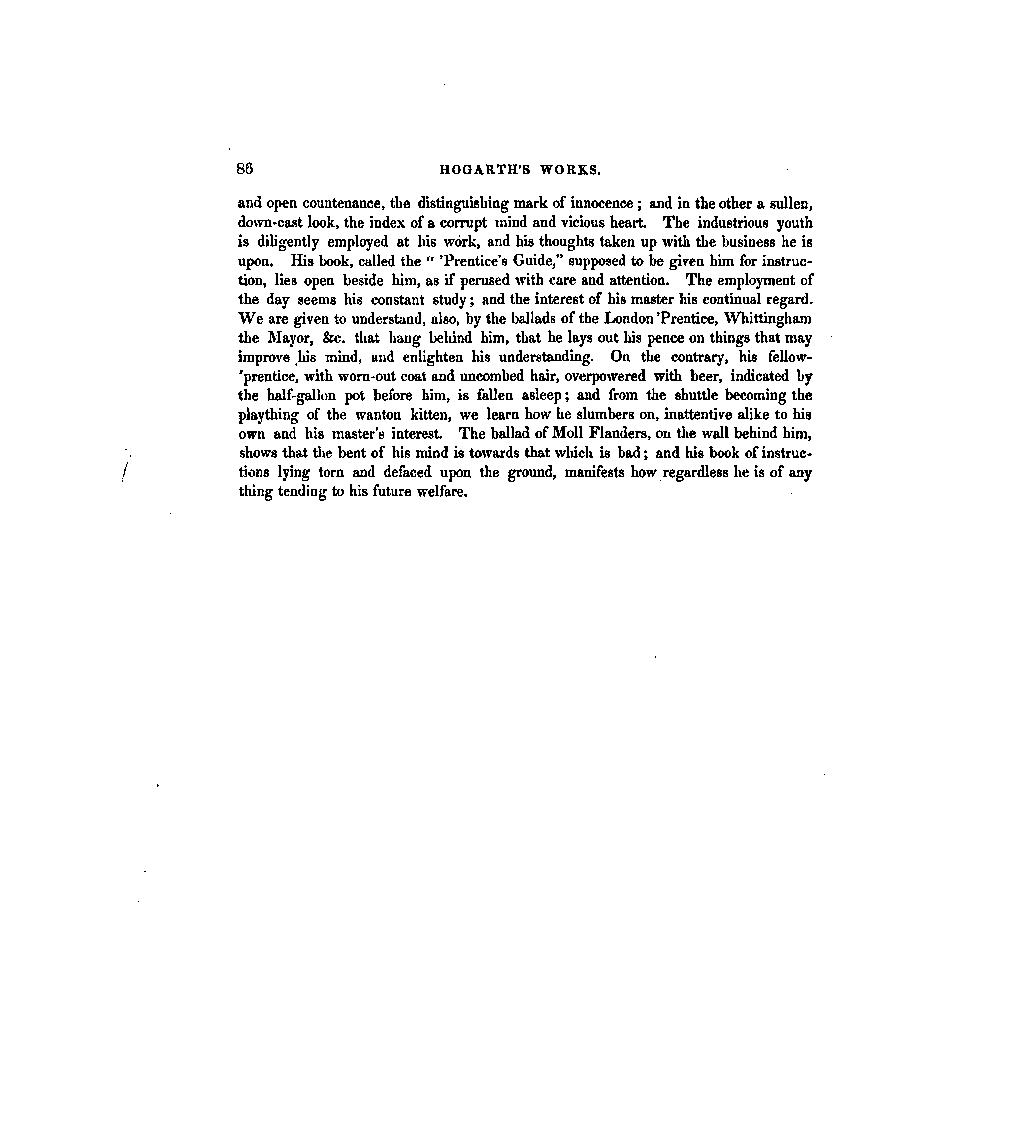 86 HOGARTH'S WORKS.
and open countenance, the distinguishing mark of innocence ; and in the other a sullen,
down-cast look, the index of a corrupt mind and vicious heart. The industrious youth
is diligently employed at his work, and his thoughts taken up with the business he is
upon. His book, called the " 'Prentice's Guide," supposed to be given him for instruc-
tion, lies open beside him, as if perused with care and attention. The employment of
the day seems his constant study ; and the interest of his master his continual regard.
We are given to understand, also, by the ballads of the London 'Prentice, Whittingham
the Mayor, &c. that hang behind him, that he lays out his pence on things that may
improve his mind, and enlighten his understanding. On the contrary, his fellow-
'prentice, with worn-out coat and uncombed hair, overpowered with beer, indicated by
the half-gallon pot before him, is fallen asleep ; and from the shuttle becoming the
plaything of the wanton kitten, we learn how he slumbers on, inattentive alike to his
own and his master's interest. The ballad of Moll Flanders, on the wall behind him,
shows that the bent of his mind is towards that which is bad ; and his book of instruc-
tions lying torn and defaced upon the ground, manifests how regardless he is of any
thing tending to his future welfare.